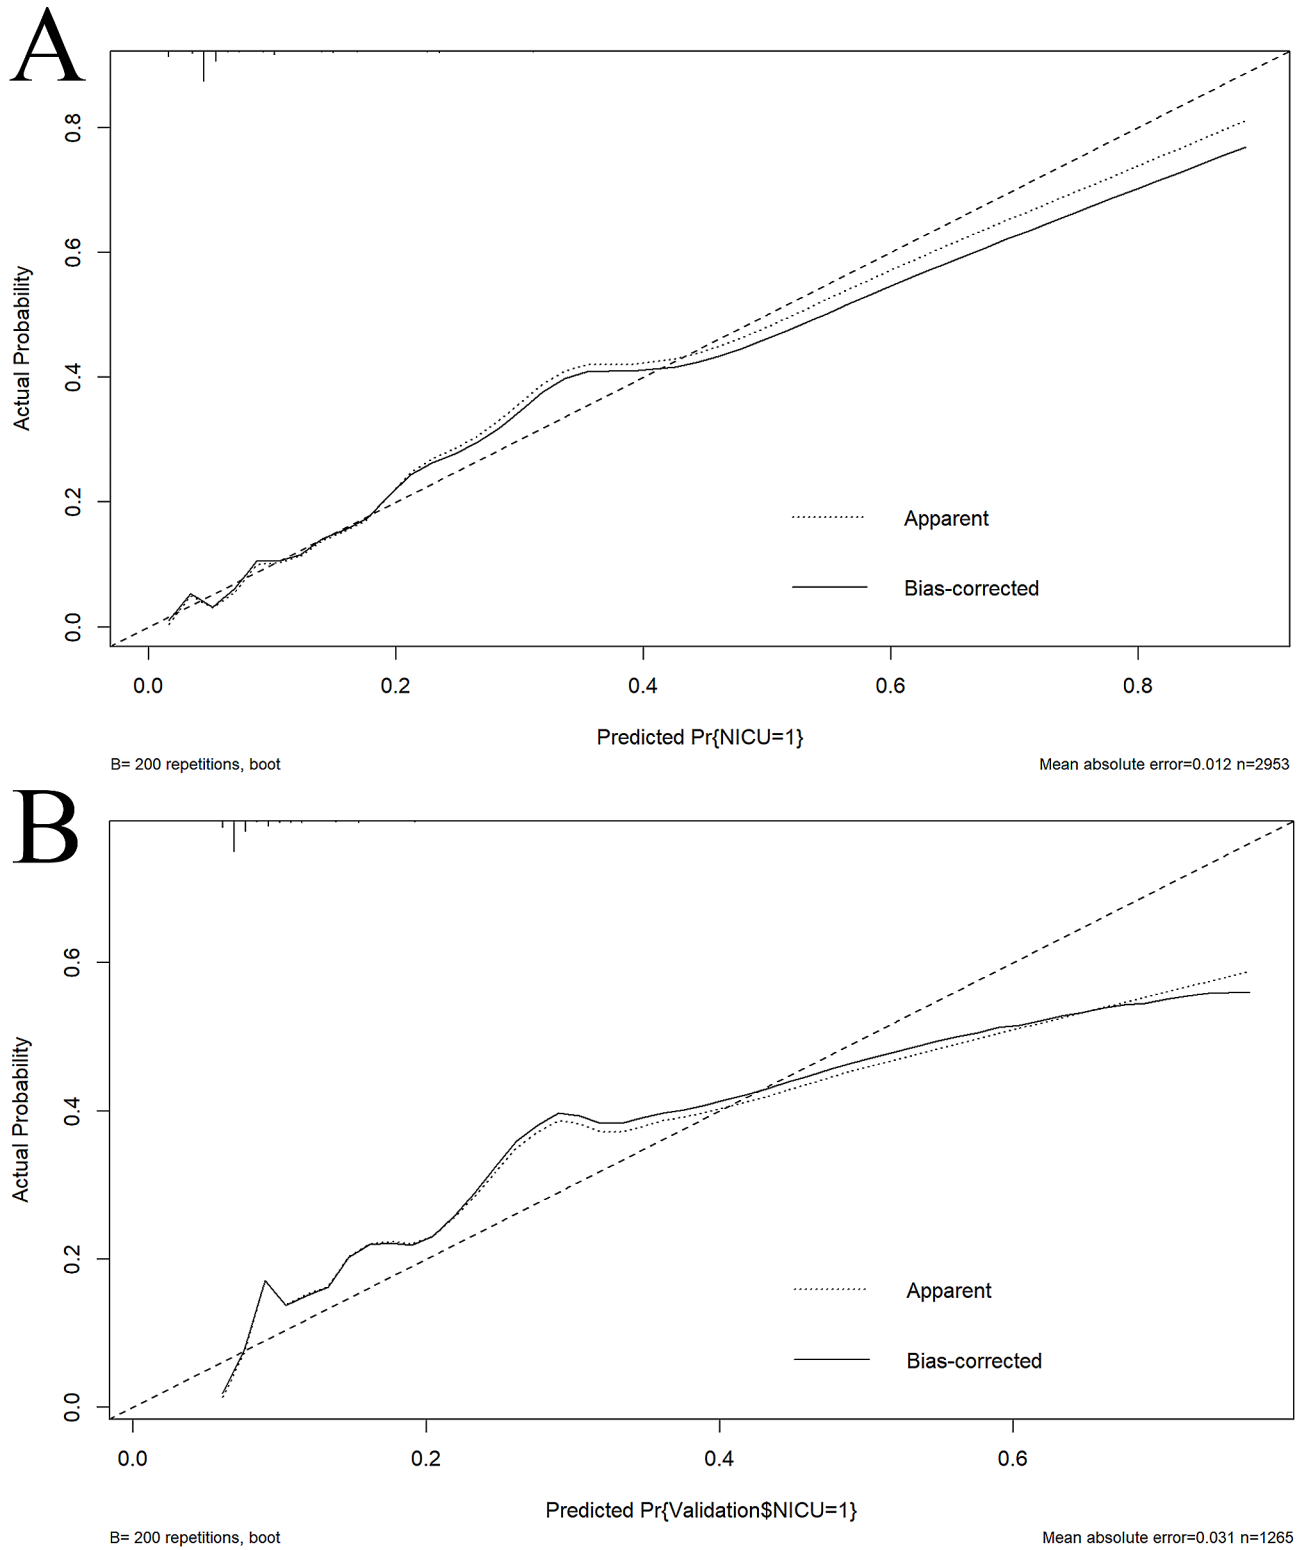 A
Actual Probability
0.8
0.6
0.4
0.2
0.0
0.0 0.2 0.4 0.6 0.8
Apparent
Bias-corrected
Predicted Pr{NICU=1}
B= 200 repetitions, boot
Mean absolute error=0.012 n=2953
B
Actual Probability
0.6
0.4
0.2
0.0
0.0 0.2 0.4 0.6
Apparent
Bias-corrected
Predicted Pr{Validation$NICU=1}
B= 200 repetitions, boot
Mean absolute error=0.031 n=1265